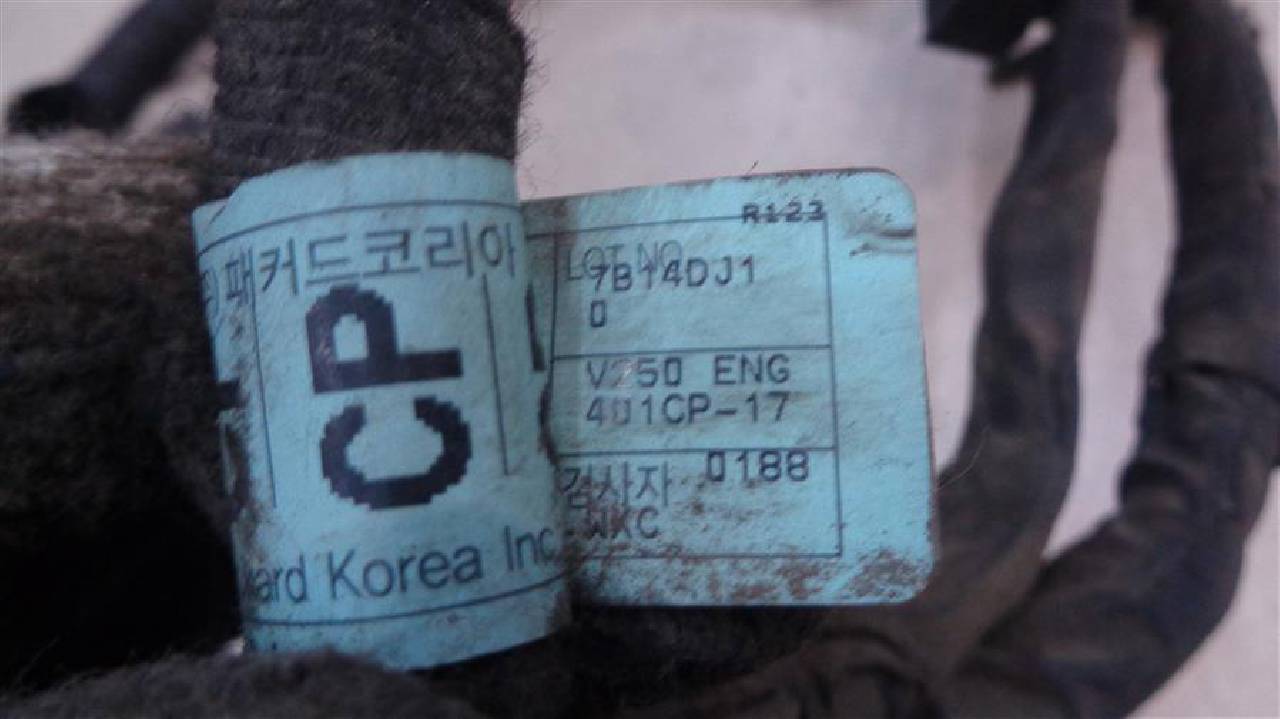 패커드코리아
CP
Korea Inc
R123
LOT NO
7B14DJ1
0
V250 ENG
401CP-17
검사자 0188
WKC